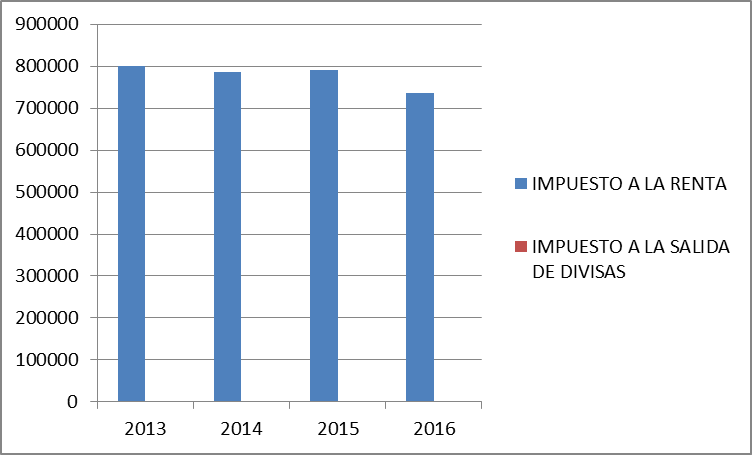 900000
800000
700000
600000
500000
400000
300000
200000
100000
0
2013 2014 2015 2016
IMPUESTO A LA RENTA
IMPUESTO A LA SALIDA
DE DIVISAS